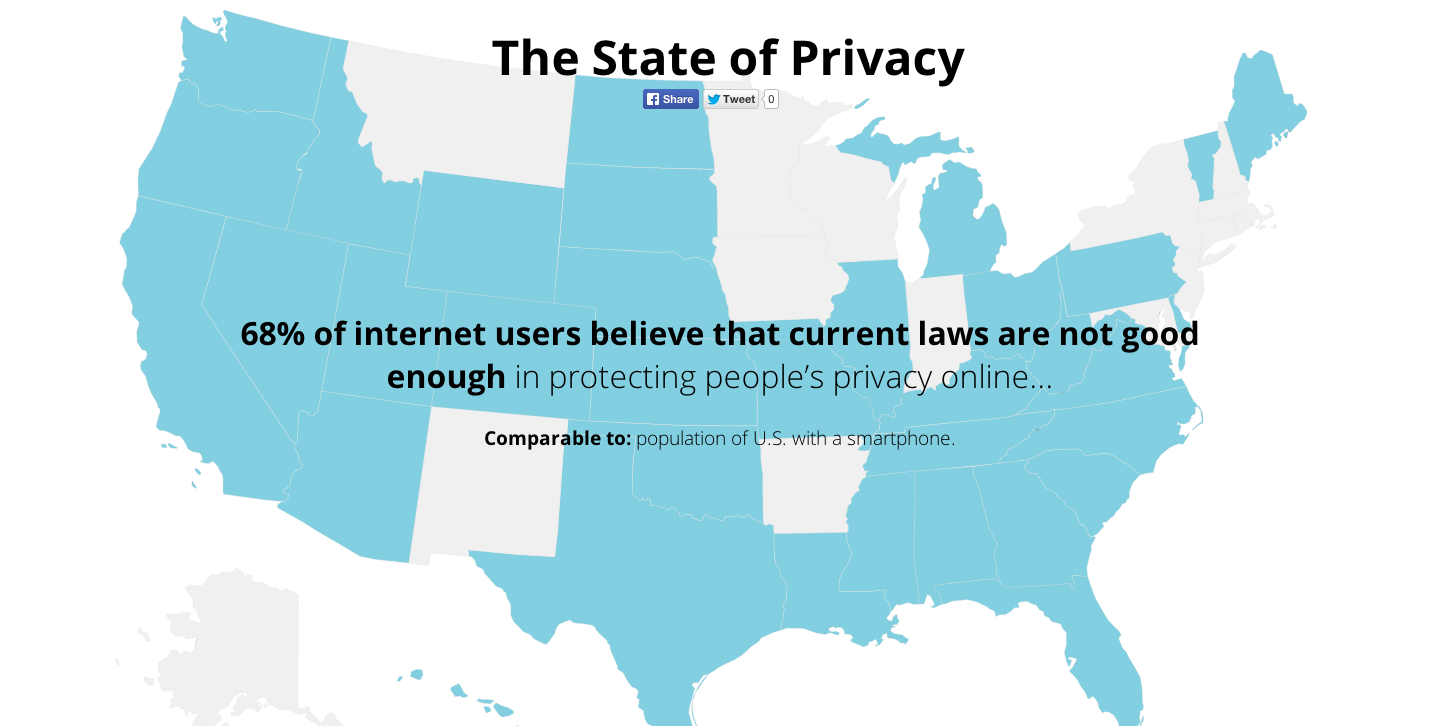 The State of Privacy
Share Tweet 0
68% of internet users believe that current laws are not good
enough in protecting people’s privacy online...
Comparable to: population of U.S. with a smartphone.